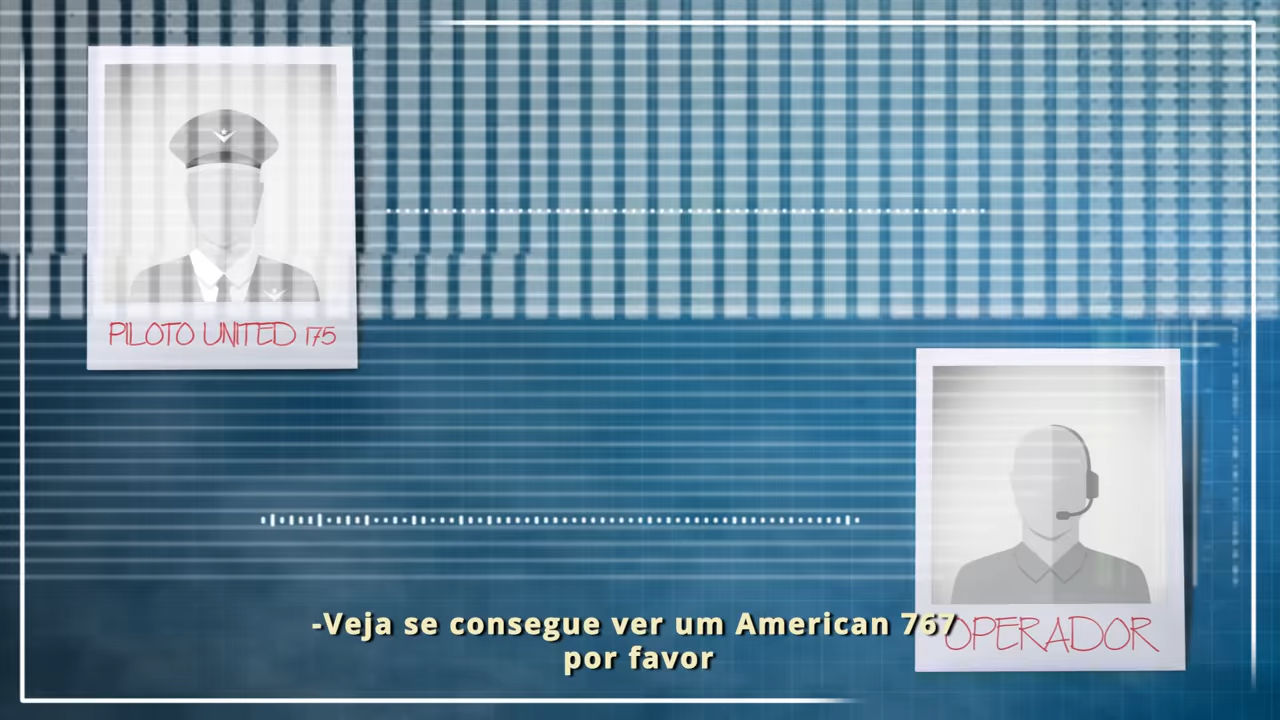 PILOTO UNITED 175
-Veja se consegue ver um American 767
por favor
OPERADOR